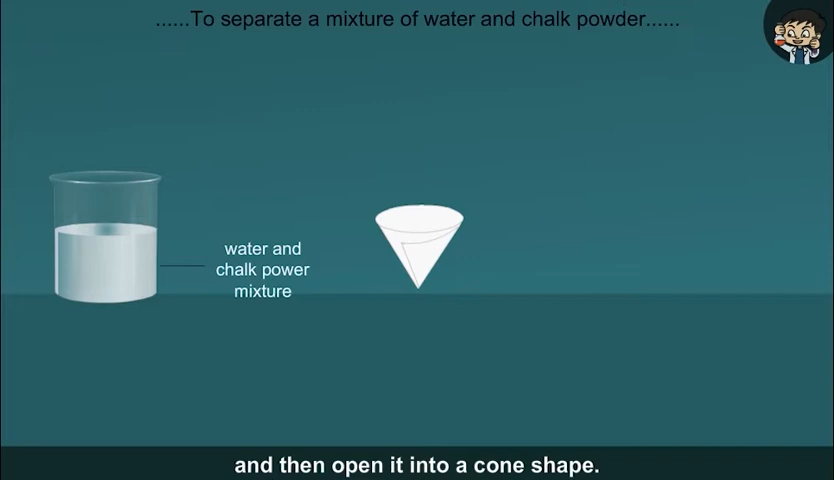 ......To separate a mixture of water and chalk powder......
water and
chalk power
mixture
and then open it into a cone shape.